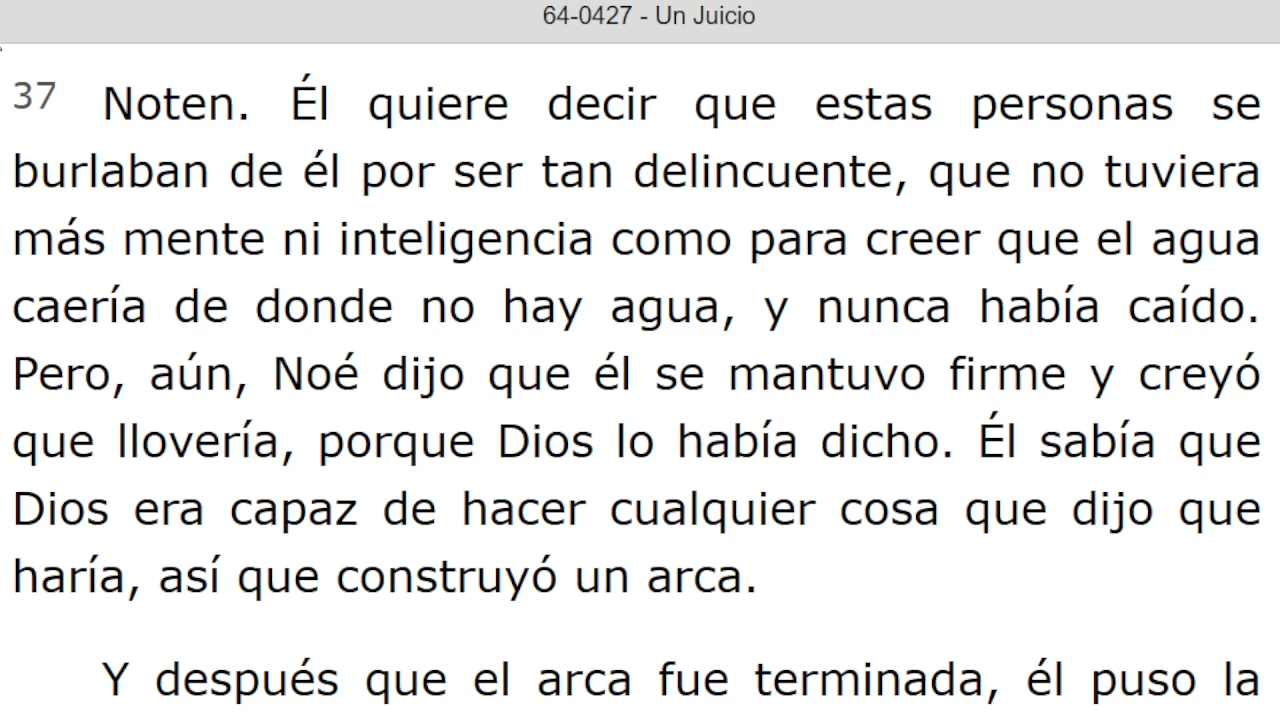 64-0427 - Un Juicio
37 Noten. Él quiere decir que estas personas se
burlaban de él por ser tan delincuente, que no tuviera
más mente ni inteligencia como para creer que el agua
caería de donde no hay agua, y nunca había caído.
Pero, aún, Noé dijo que él se mantuvo firme y creyó
que llovería, porque Dios lo había dicho. Él sabía que
Dios era capaz de hacer cualquier cosa que dijo que
haría, así que construyó un arca.
Y después que el arca fue terminada, él puso la